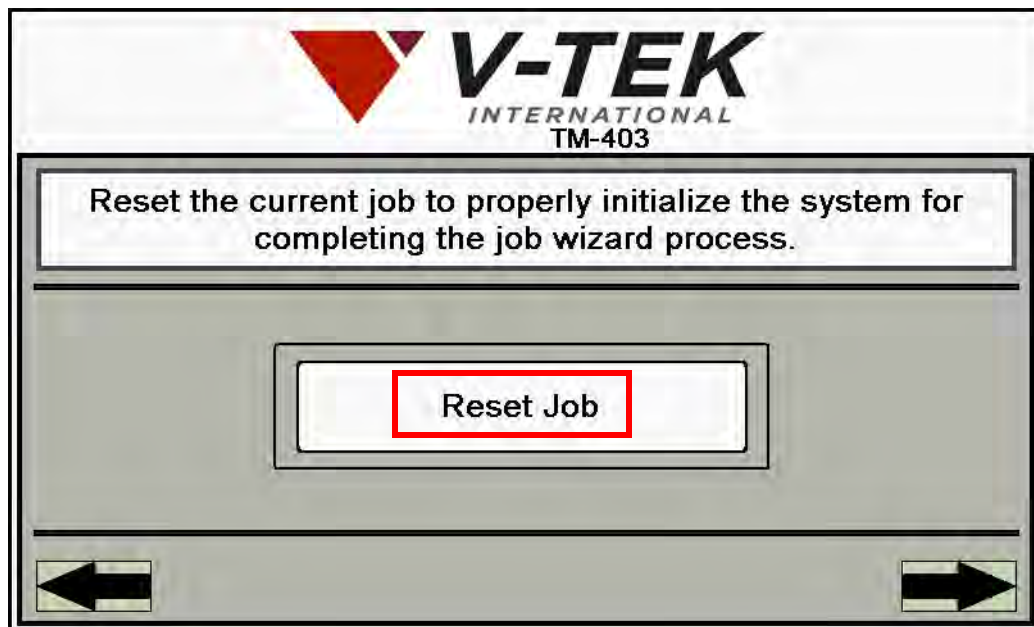 V-TEK
INTERNATIONAL
TM-403
Reset the current job to properly initialize the system for
completing the job wizard process.
Reset Job